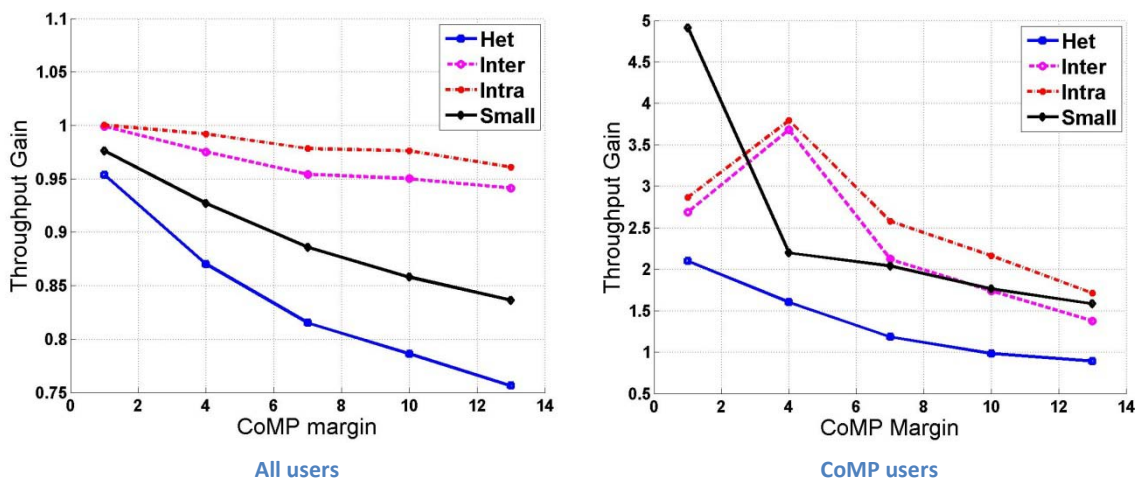 Throughput Gain
1.1
1.05
1
0.95
0.9
0.85
0.8
0.75
0 2 4 6 8 10 12 14
CoMP margin
Het
Inter
Intra
Small
All users
Throughput Gain
5
4.5
4
3.5
3
2.5
2
1.5
1
0.5
0 2 4 6 8 10 12 14
CoMP Margin
Het
Inter
Intra
Small
CoMP users